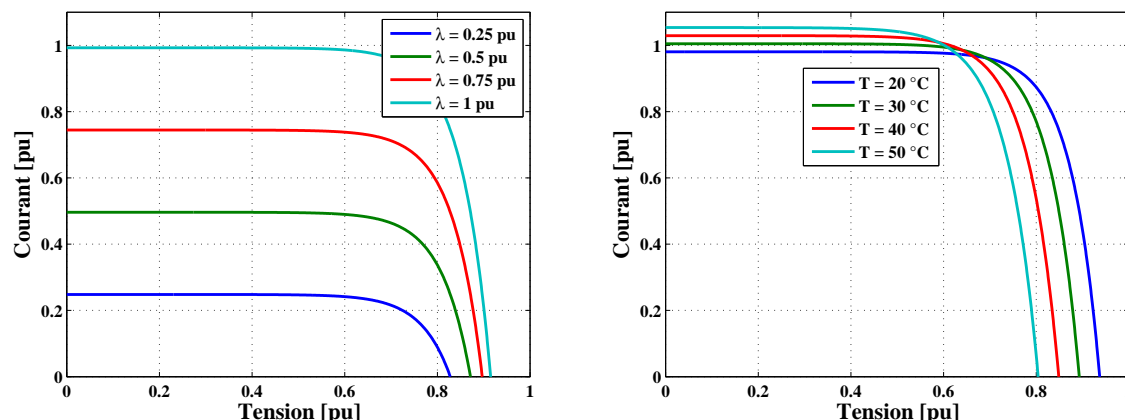 1
0.8
0.6
0.4
0.2
0
Courant [pu]
λ = 0.25 pu
λ = 0.5 pu
λ = 0.75 pu
λ = 1 pu
0 0.2 0.4 0.6 0.8 1
Tension [pu]
1
0.8
0.6
0.4
0.2
0
Courant [pu]
T = 20 °C
T = 30 °C
T = 40 °C
T = 50 °C
0 0.2 0.4 0.6 0.8
Tension [pu]